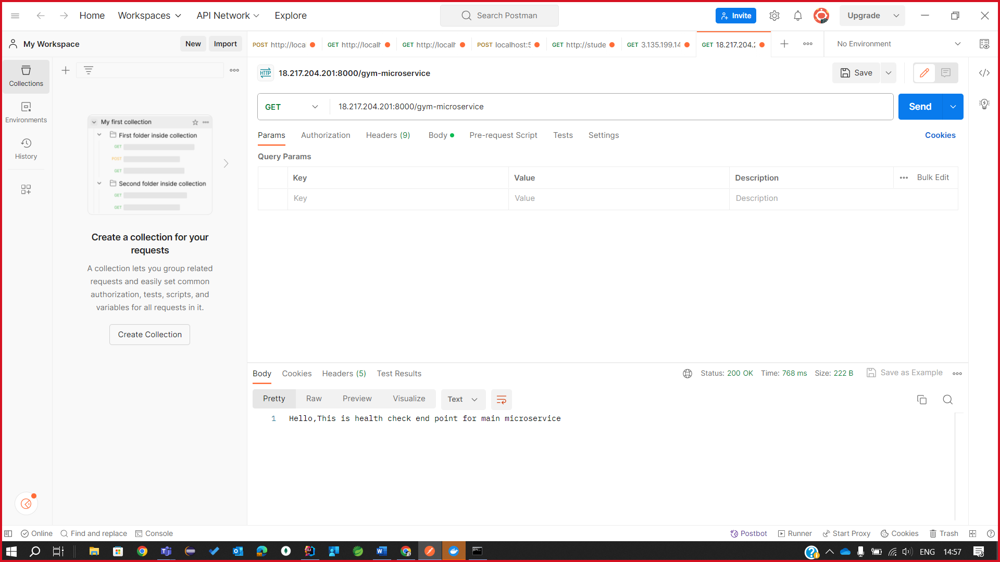 Home Workspaces API Network Explore
Search Postman
Invite
Upgrade
My Workspace
New Import
POST http://loca
GET http://localh
GET http://localh
POST localhost:5
GET http://stude
GET 3.135.199.14
GET 18.217.204.2
No Environment
HTTP 18.217.204.201:8000/gym-microservice
Save
Collections
Environments
History
GET 18.217.204.201:8000/gym-microservice
Send
Params Authorization Headers (9) Body Pre-request Script Tests Settings
Cookies
Query Params
Key Value Description Bulk Edit
Key Value Description
My first collection
First folder inside collection
GET
POST
GET
Second folder inside collection
GET
GET
Create a collection for your
requests
A collection lets you group related
requests and easily set common
authorization, tests, scripts, and
variables for all requests in it.
Create Collection
Body Cookies Headers (5) Test Results
Status: 200 OK Time: 768 ms Size: 222 B
Save as Example
Pretty Raw Preview Visualize Text
1 Hello,This is health check end point for main microservice
Online Find and replace Console
Postbot Runner Start Proxy Cookies Trash
ENG 14:57